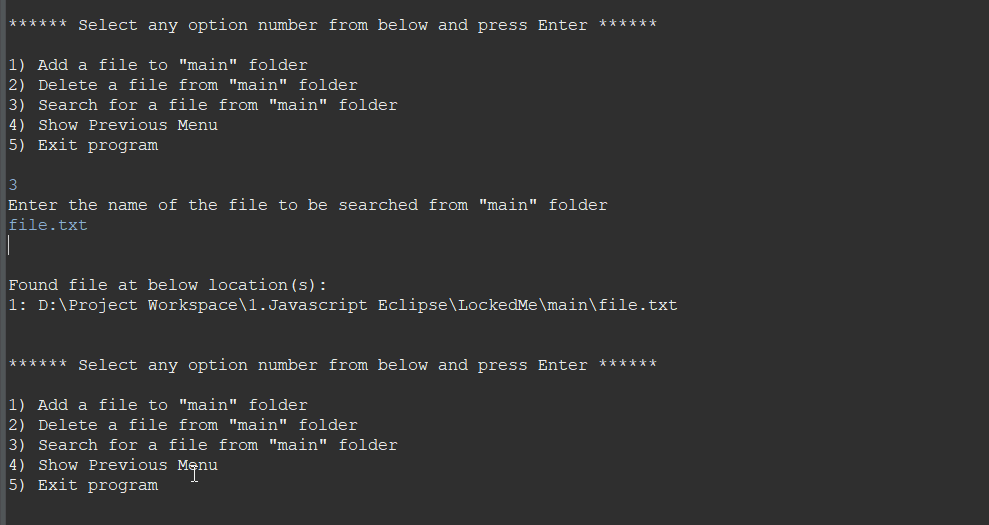 ****** Select any option number from below and press Enter ******
1) Add a file to "main" folder
2) Delete a file from "main" folder
3) Search for a file from "main" folder
4) Show Previous Menu
5) Exit program
3
Enter the name of the file to be searched from "main" folder
file.txt
Found file at below location(s):
1: D:\Project Workspace\1.Javascript Eclipse\LockedMe\main\file.txt
****** Select any option number from below and press Enter ******
1) Add a file to "main" folder
2) Delete a file from "main" folder
3) Search for a file from "main" folder
4) Show Previous Menu
5) Exit program